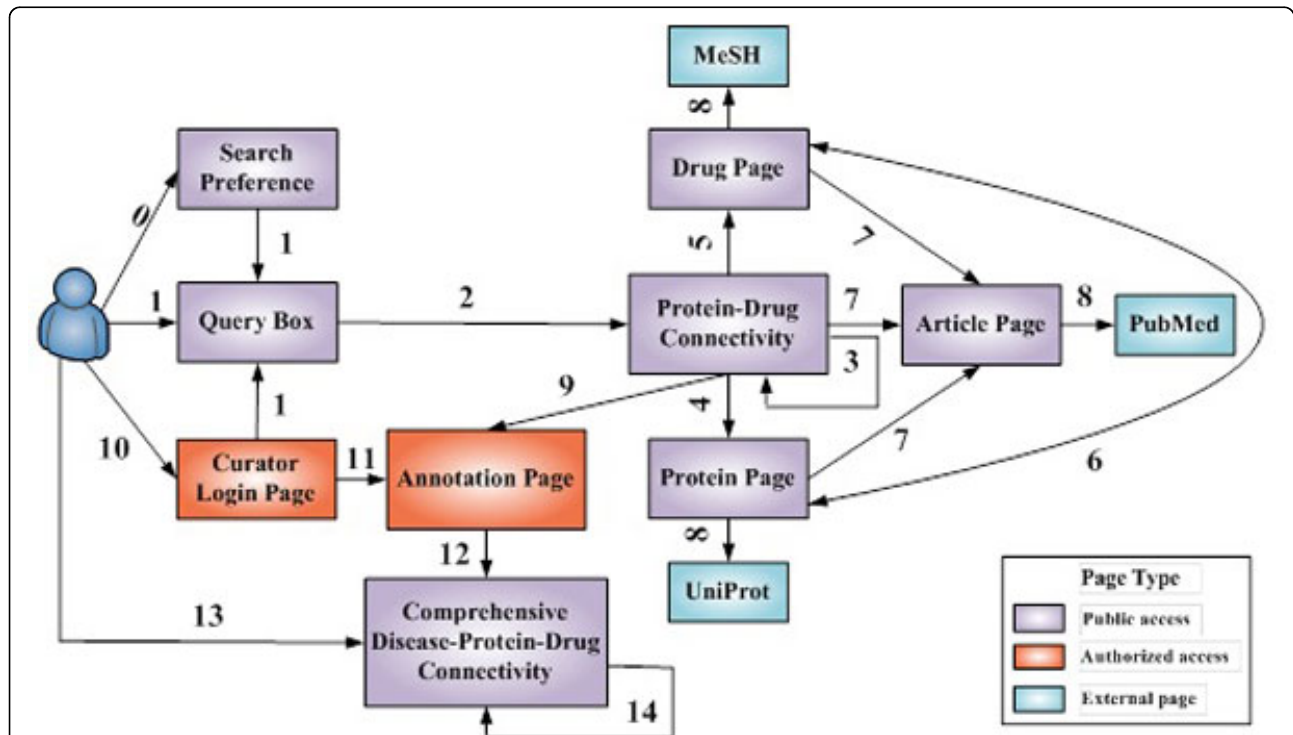 MeSH
8
Search
Preference
Drug Page
0
1
5
7
1
Query Box
2
Protein-Drug
Connectivity
7
Article Page
8
PubMed
3
1
9
4
10
Curator
Login Page
11
Annotation Page
Protein Page
7
6
12
8
UniProt
13
Comprehensive
Disease-Protein-Drug
Connectivity
14
Page Type
Public access
Authorized access
External page